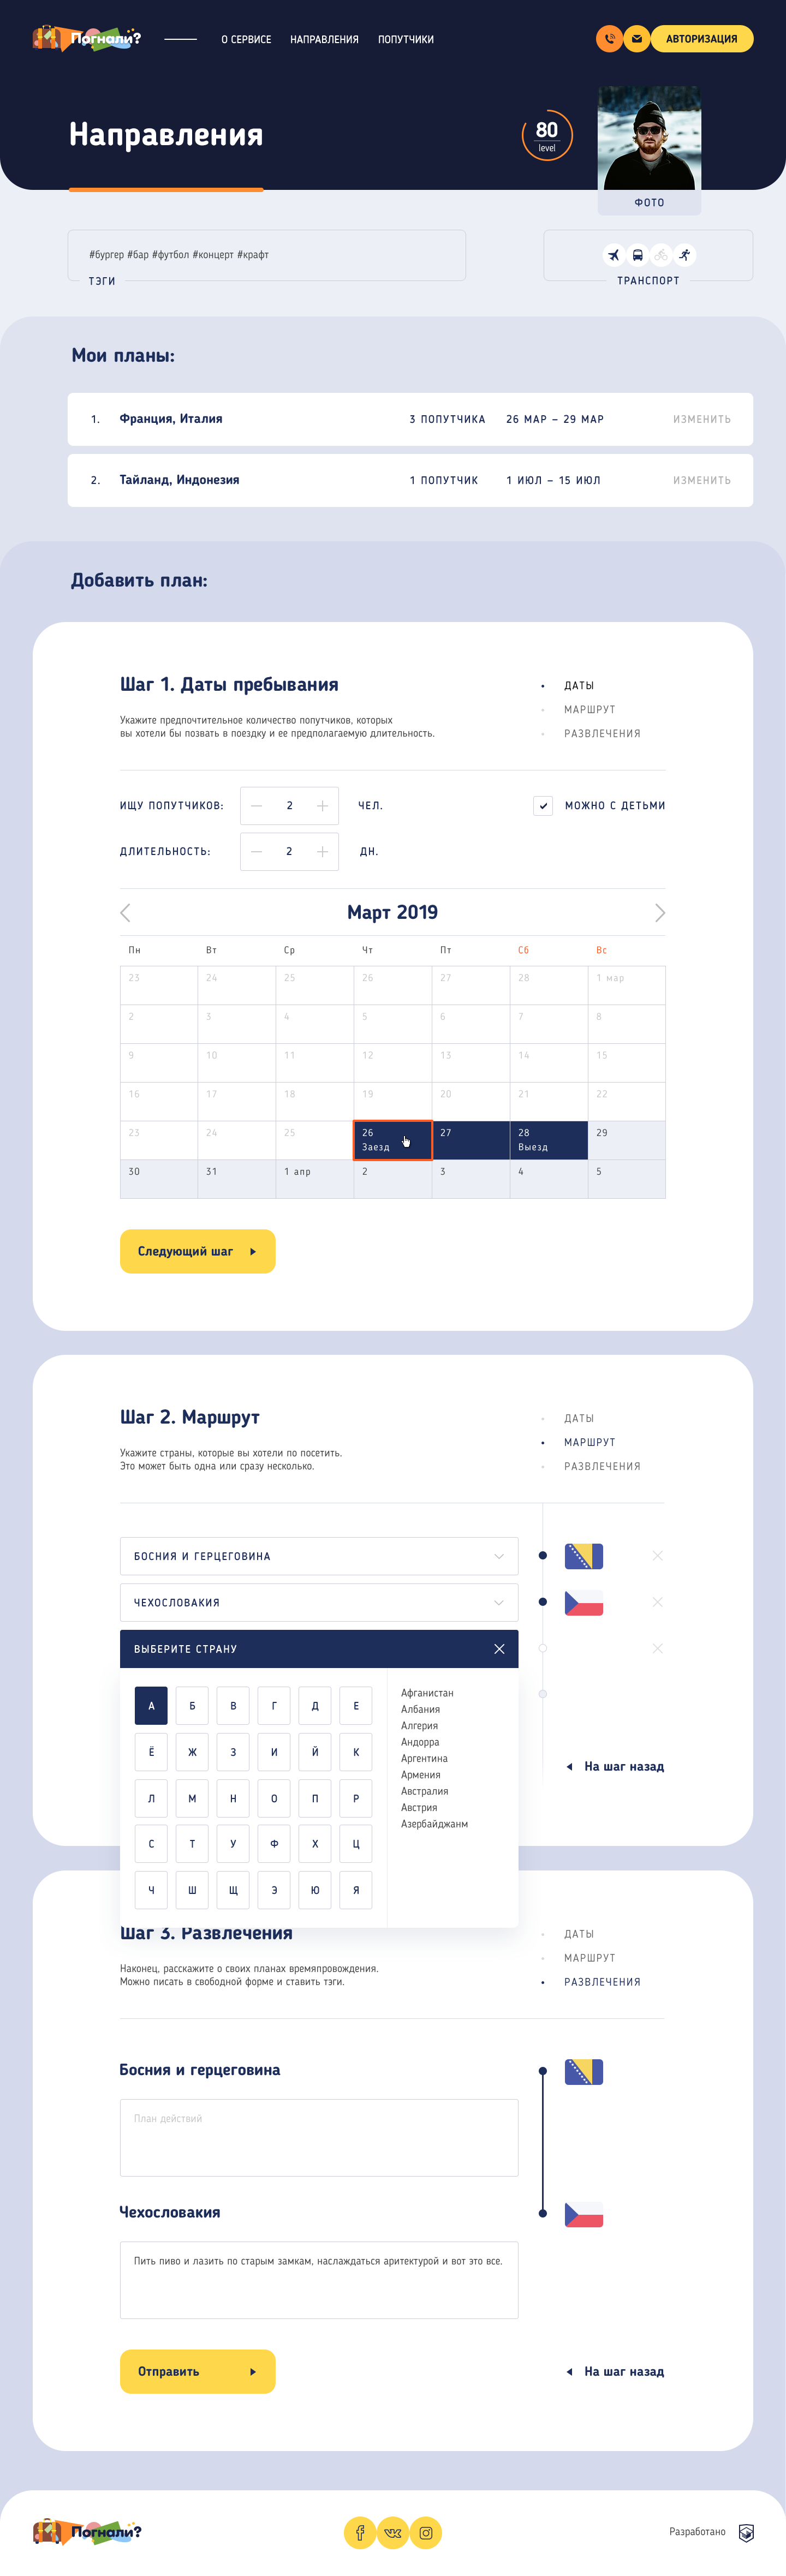 Погнали?
О СЕРВИСЕ НАПРАВЛЕНИЯ ПОПУТЧИКИ
АВТОРИЗАЦИЯ
Направления
80
level
ФОТО
#бургер #бар #футбол #концерт #крафт
ТЭГИ
ТРАНСПОРТ
Мои планы:
1. Франция, Италия 3 ПОПУТЧИКА 26 МАР – 29 МАР ИЗМЕНИТЬ
2. Тайланд, Индонезия 1 ПОПУТЧИК 1 ИЮЛ – 15 ИЮЛ ИЗМЕНИТЬ
Добавить план:
Шаг 1. Даты пребывания
Укажите предпочтительное количество попутчиков, которых
вы хотели бы позвать в поездку и ее предполагаемую длительность.
ДАТЫ
МАРШРУТ
РАЗВЛЕЧЕНИЯ
ИЩУ ПОПУТЧИКОВ: 2 ЧЕЛ. МОЖНО С ДЕТЬМИ
ДЛИТЕЛЬНОСТЬ: 2 ДН.
Март 2019
Пн Вт Ср Чт Пт Сб Вс
23 24 25 26 27 28 1 мар
2 3 4 5 6 7 8
9 10 11 12 13 14 15
16 17 18 19 20 21 22
23 24 25 26 27 28 29
Заезд Выезд
30 31 1 апр 2 3 4 5
Следующий шаг
Шаг 2. Маршрут
Укажите страны, которые вы хотели по посетить.
Это может быть одна или сразу несколько.
ДАТЫ
МАРШРУТ
РАЗВЛЕЧЕНИЯ
БОСНИЯ И ГЕРЦЕГОВИНА
ЧЕХОСЛОВАКИЯ
ВЫБЕРИТЕ СТРАНУ
А Б В Г Д Е
Ё Ж З И Й К
Л М Н О П Р
С Т У Ф Х Ц
Ч Ш Щ Э Ю Я
Афганистан
Албания
Алгерия
Андорра
Аргентина
Армения
Австралия
Австрия
Азербайджанм
На шаг назад
Шаг 3. Развлечения
Наконец, расскажите о своих планах времяпровождения.
Можно писать в свободной форме и ставить тэги.
ДАТЫ
МАРШРУТ
РАЗВЛЕЧЕНИЯ
Босния и герцеговина
План действий
Чехословакия
Пить пиво и лазить по старым замкам, наслаждаться аритектурой и вот это все.
Отправить
На шаг назад
Погнали?
Разработано